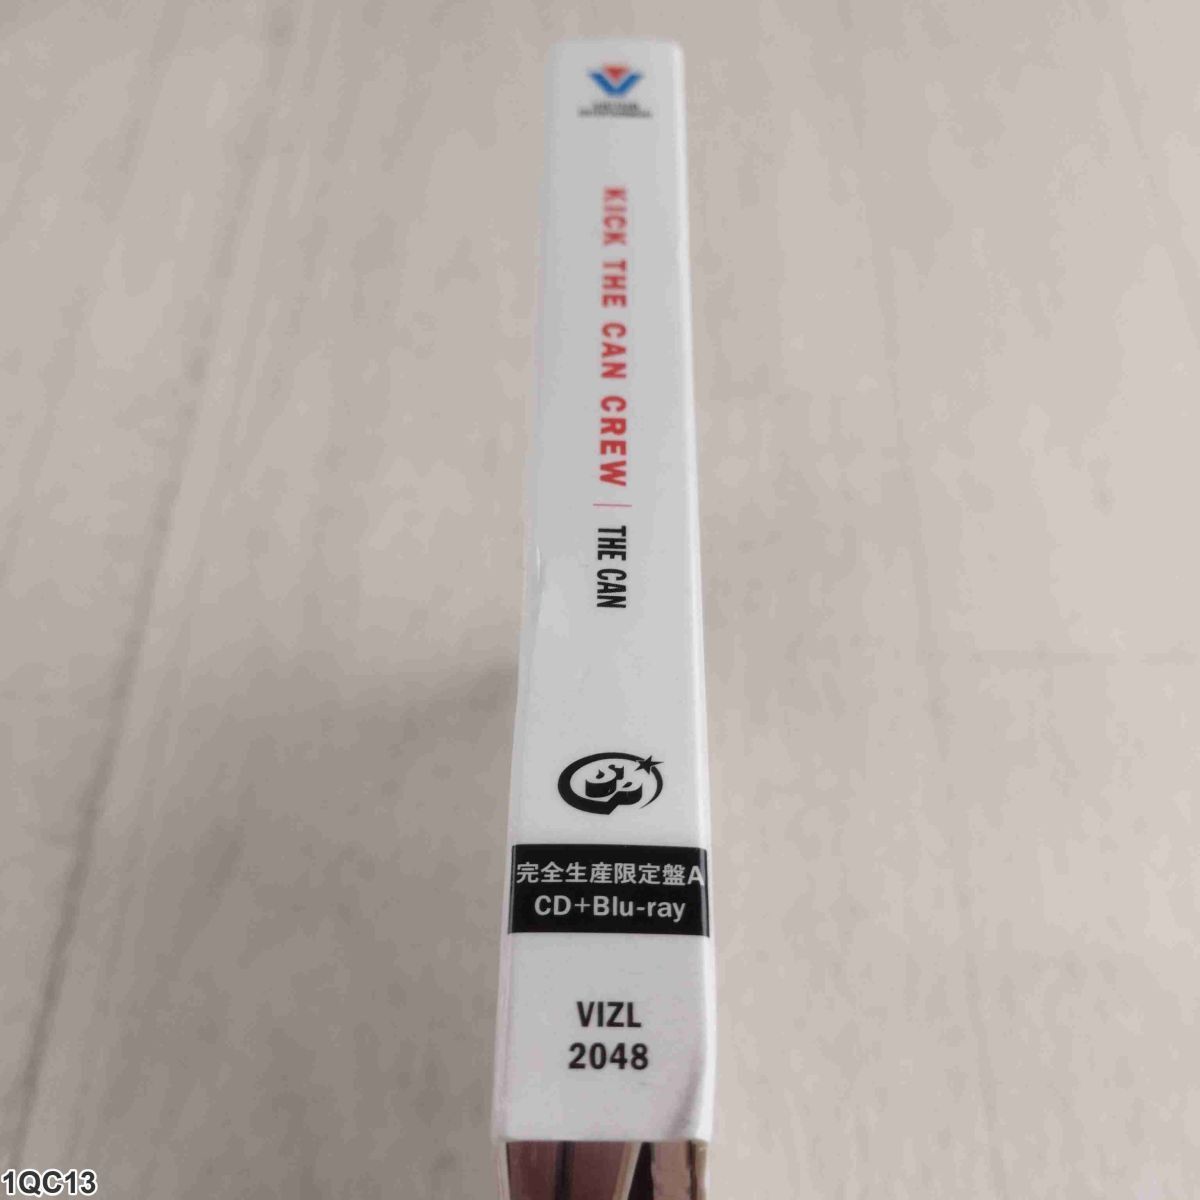 KICK THE CAN CREW | THE CAN
完全生産限定盤A
CD+Blu-ray
VIZL
2048
1QC13